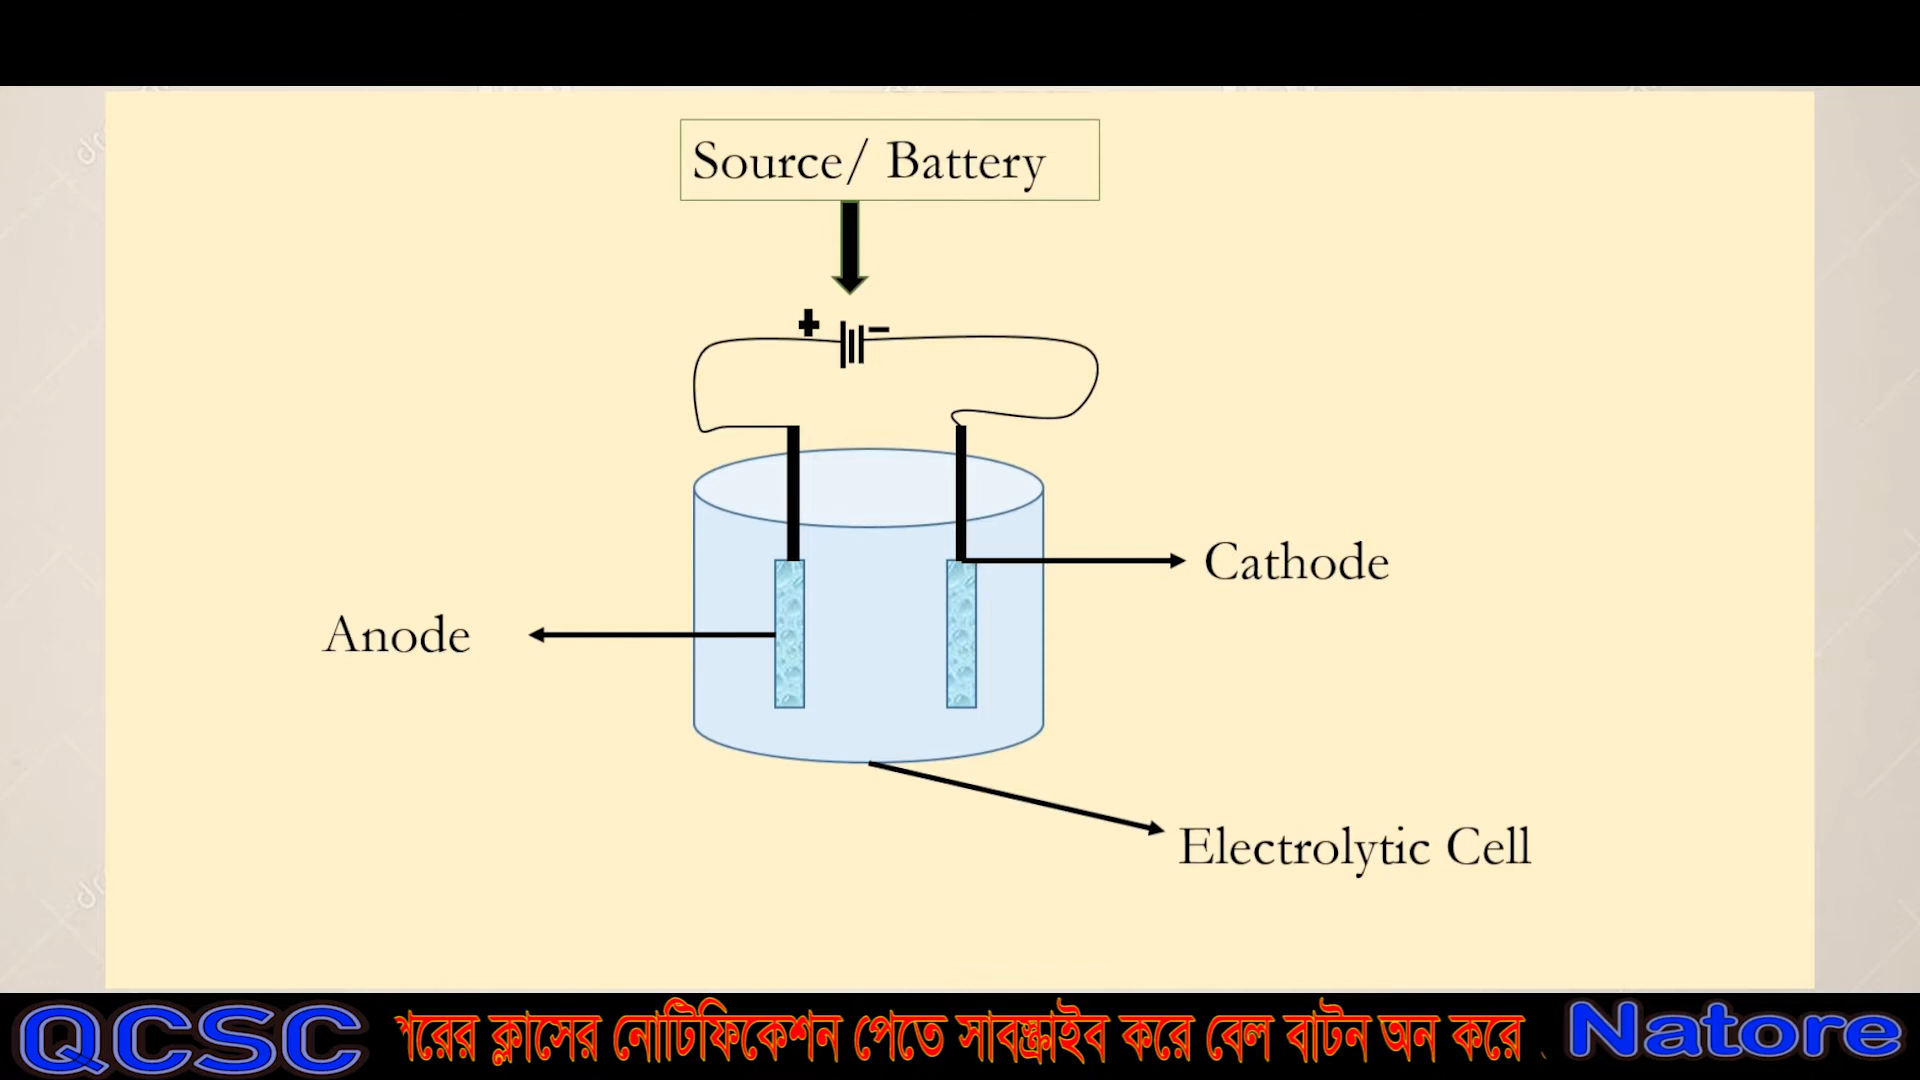 Source/ Battery
+ –
Cathode
Anode
Electrolytic Cell
QCSC পরের ক্লাসের নোটিফিকেশন পেতে সাবস্ক্রাইব করে বেল বাটন অন করে Natore